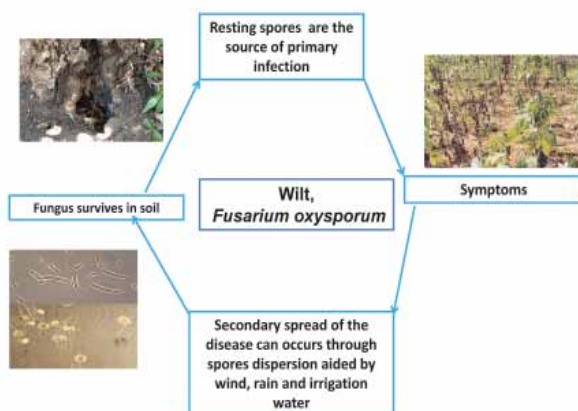 Resting spores are the
source of primary
infection
Symptoms
Wilt,
Fusarium oxysporum
Fungus survives in soil
Secondary spread of the
disease can occurs through
spores dispersion aided by
wind, rain and irrigation
water